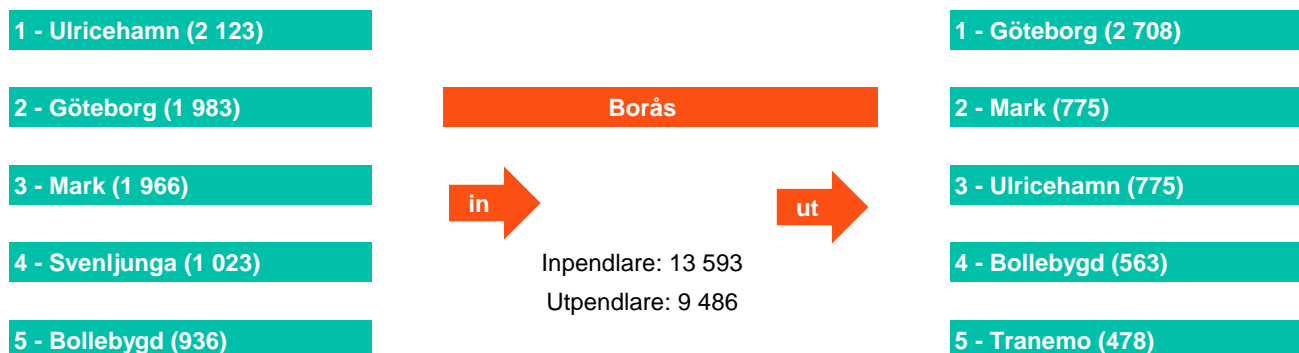 1 - Ulricehamn (2 123)
2 - Göteborg (1 983)
3 - Mark (1 966)
4 - Svenljunga (1 023)
5 - Bollebygd (936)
Borås
in
ut
Inpendlare: 13 593
Utpendlare: 9 486
1 - Göteborg (2 708)
2 - Mark (775)
3 - Ulricehamn (775)
4 - Bollebygd (563)
5 - Tranemo (478)